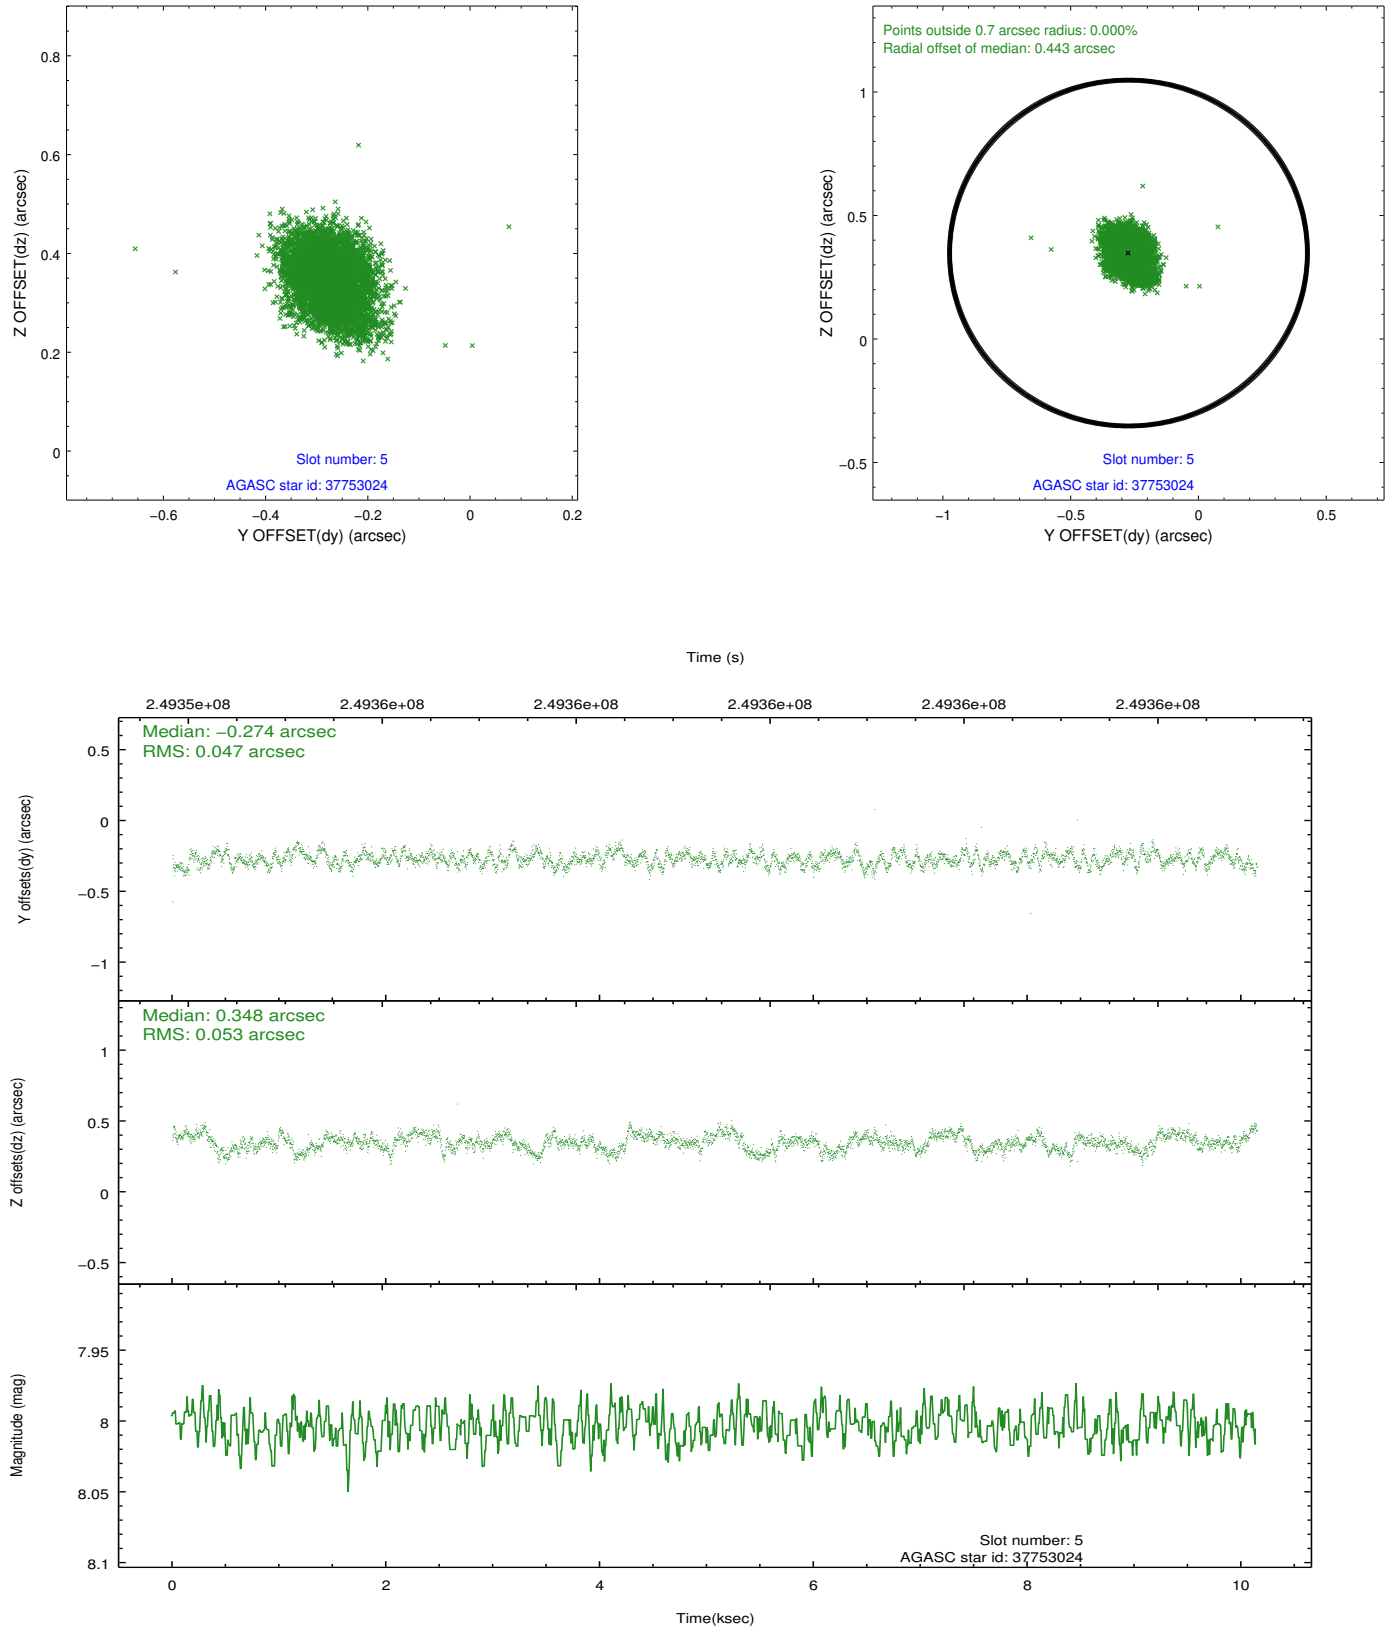 0.8
0.6
0.4
0.2
0
−0.6
−0.4
−0.2
0
0.2
Z OFFSET(dz) (arcsec)
Y OFFSET(dy) (arcsec)
Slot number: 5
AGASC star id: 37753024
Points outside 0.7 arcsec radius: 0.000%
Radial offset of median: 0.443 arcsec
1
0.5
0
−0.5
−1
−0.5
0
0.5
Z OFFSET(dz) (arcsec)
Y OFFSET(dy) (arcsec)
Slot number: 5
AGASC star id: 37753024
Time (s)
2.4935e+08
2.4936e+08
2.4936e+08
2.4936e+08
2.4936e+08
2.4936e+08
Median: −0.274 arcsec
RMS: 0.047 arcsec
0.5
0
−0.5
−1
Y offsets(dy) (arcsec)
Median: 0.348 arcsec
RMS: 0.053 arcsec
1
0.5
0
−0.5
Z offsets(dz) (arcsec)
7.95
8
8.05
8.1
Magnitude (mag)
Slot number: 5
AGASC star id: 37753024
0
2
4
6
8
10
Time(ksec)